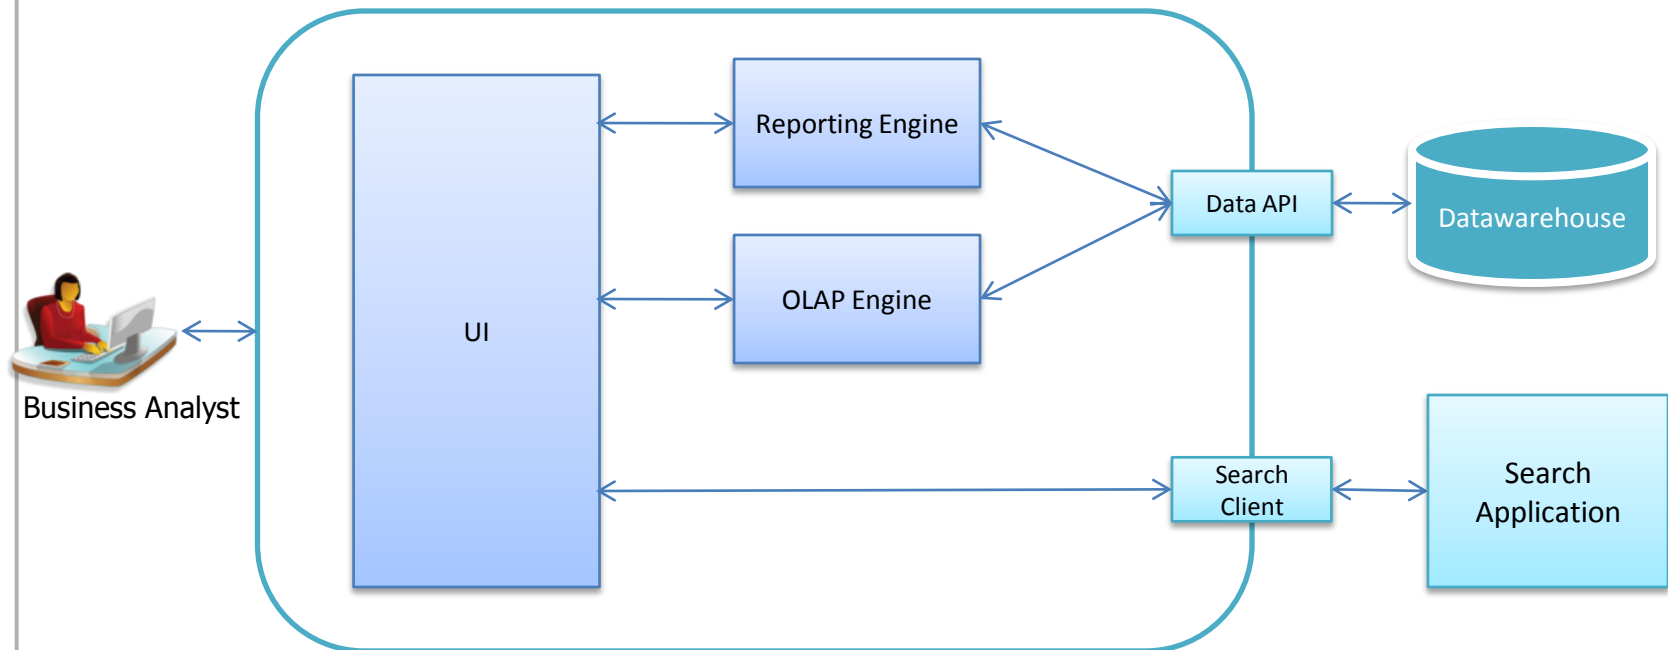 Reporting Engine
Data API
Datawarehouse
OLAP Engine
UI
Business Analyst
Search
Client
Search
Application